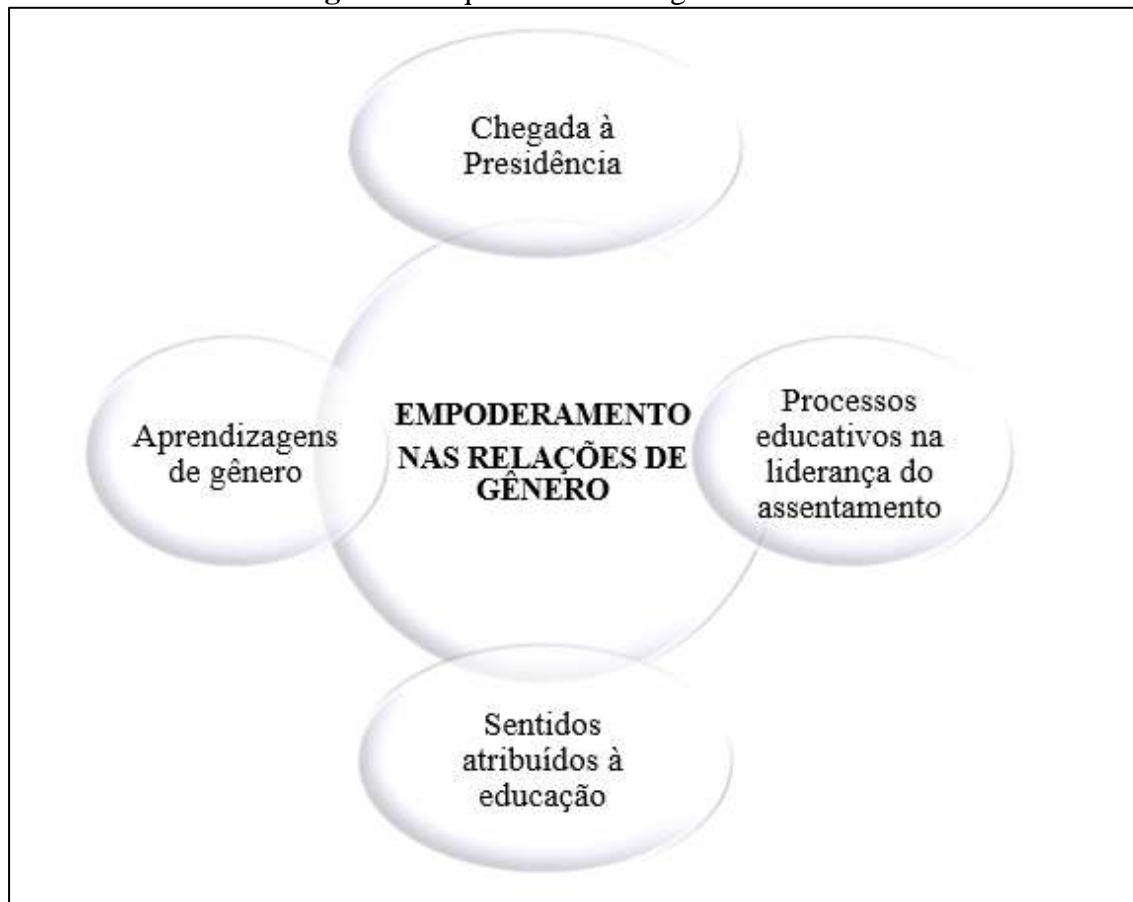 Chegada à
Presidência
Aprendizagens
de gênero
EMPODERAMENTO
NAS RELAÇÕES DE
GÊNERO
Processos
educativos na
liderança do
assentamento
Sentidos
atribuídos à
educação